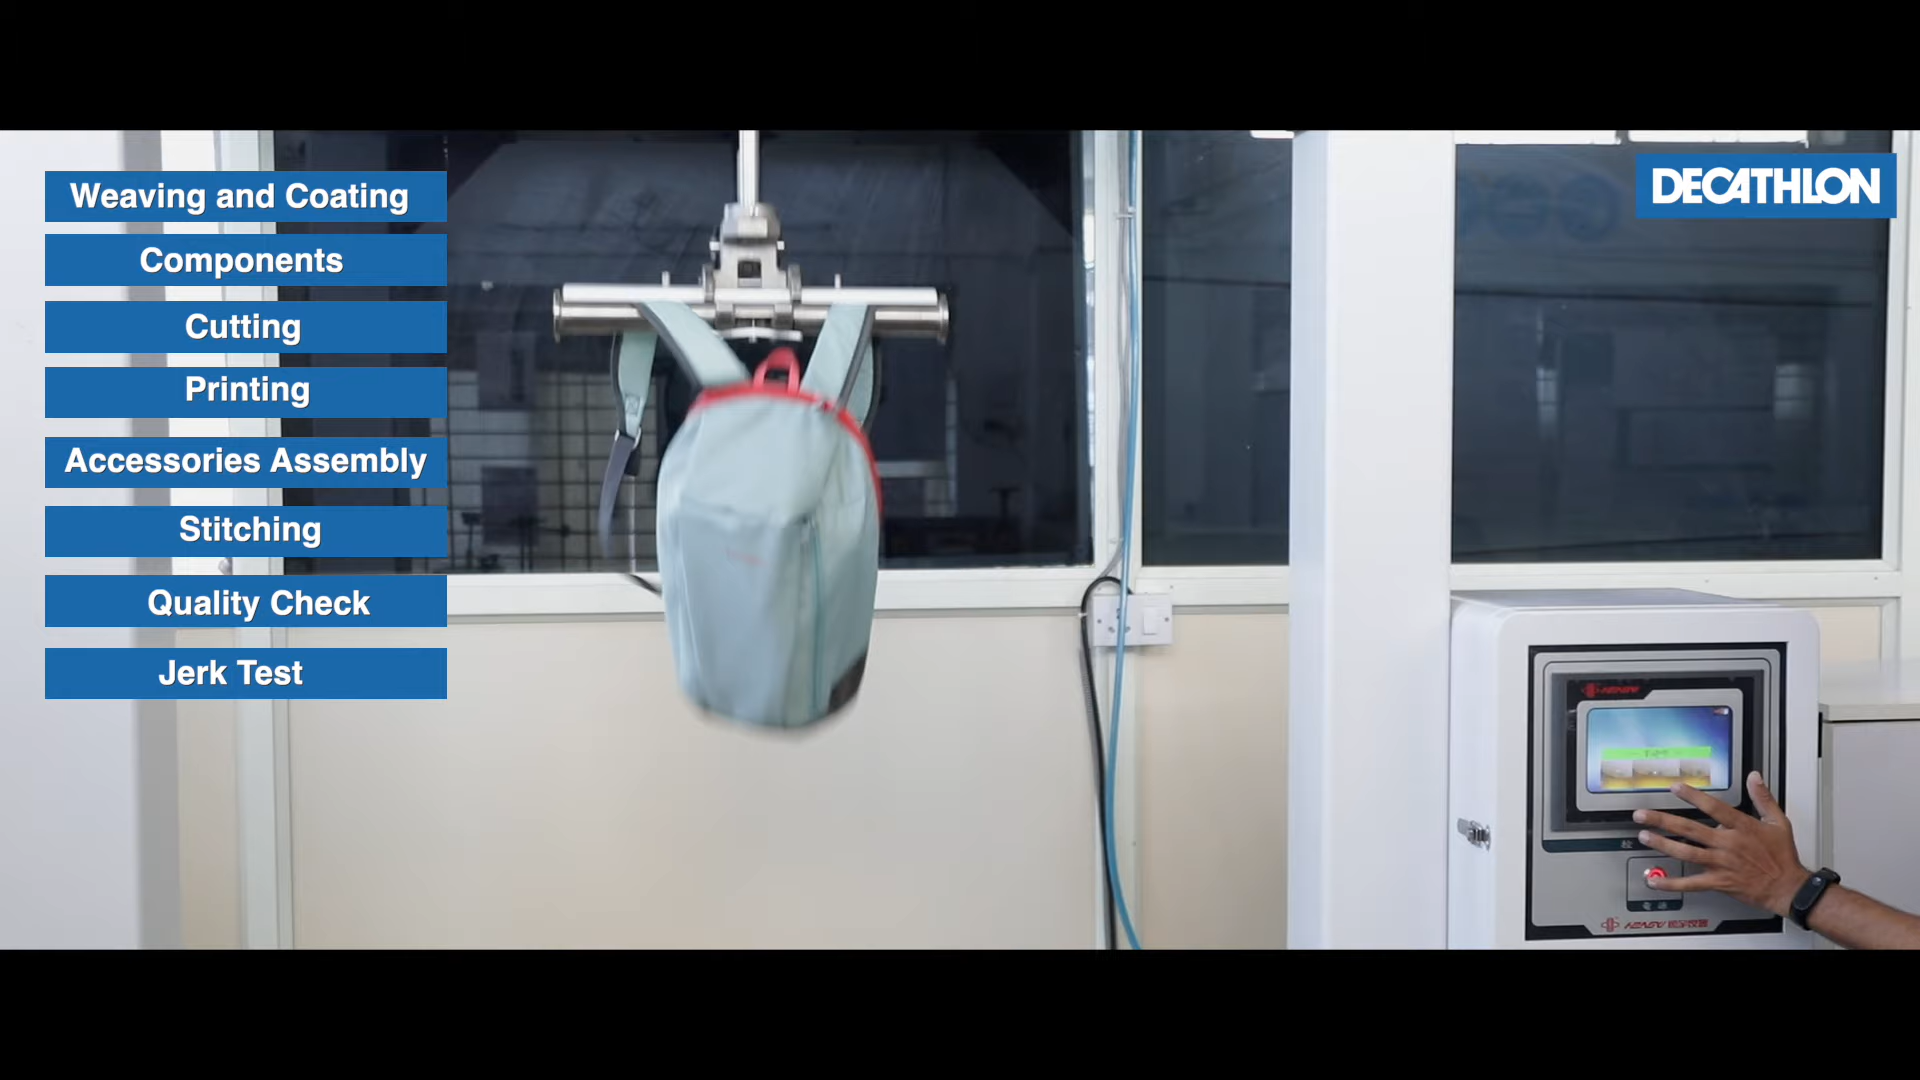 Weaving and Coating
DECATHLON
Components
Cutting
Printing
Accessories Assembly
Stitching
Quality Check
Jerk Test